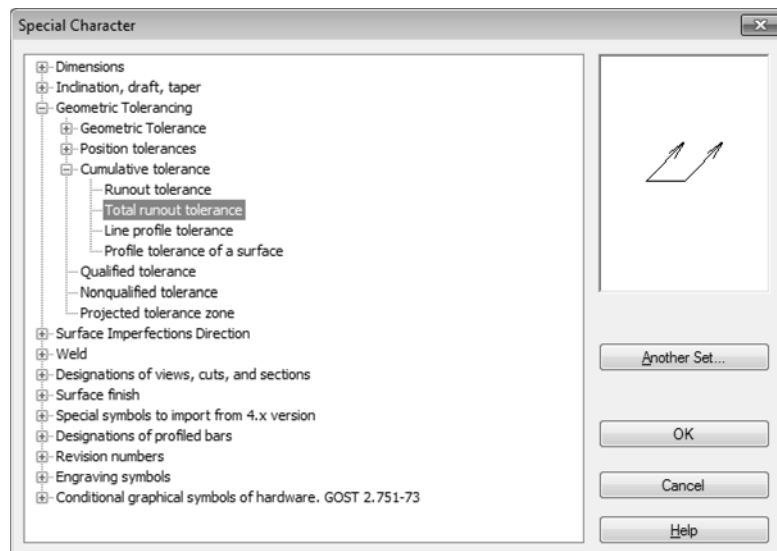 Special Character
Dimensions
Inclination, draft, taper
Geometric Tolerancing
Geometric Tolerance
Position tolerances
Cumulative tolerance
Runout tolerance
Total runout tolerance
Line profile tolerance
Profile tolerance of a surface
Qualified tolerance
Nonqualified tolerance
Projected tolerance zone
Surface Imperfections Direction
Weld
Designations of views, cuts, and sections
Surface finish
Special symbols to import from 4.x version
Designations of profiled bars
Revision numbers
Engraving symbols
Conditional graphical symbols of hardware. GOST 2.751-73
Another Set...
OK
Cancel
Help